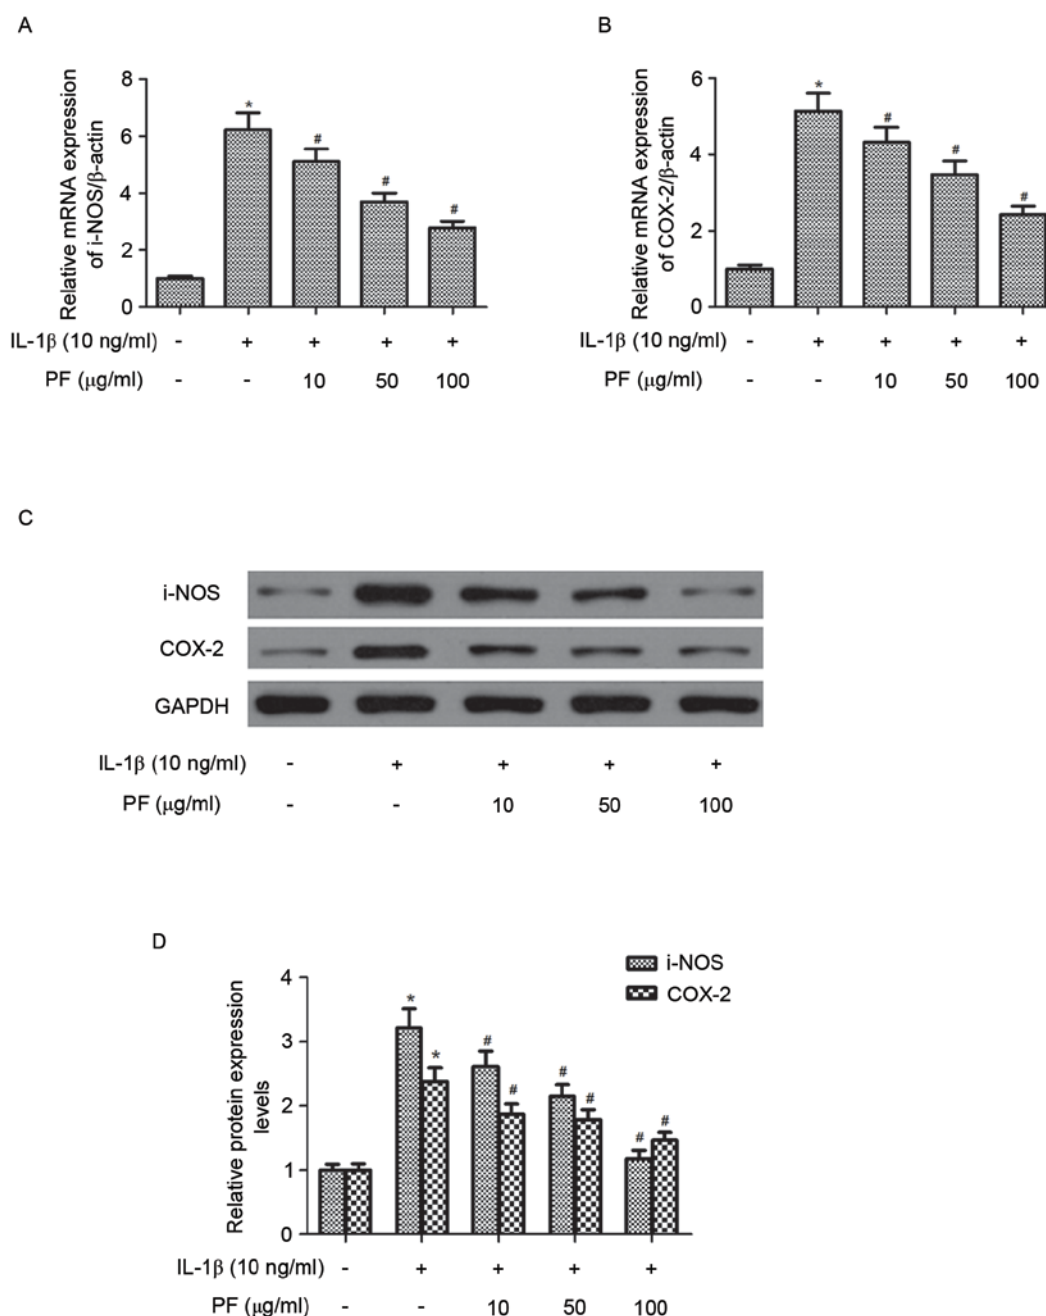 A
Relative mRNA expression
of i-NOS/β-actin
8
6
4
2
0
* # # #
IL-1β (10 ng/ml) - + + + +
PF (μg/ml) - - 10 50 100
B
Relative mRNA expression
of COX-2/β-actin
6
4
2
0
* # # #
IL-1β (10 ng/ml) - + + + +
PF (μg/ml) - - 10 50 100
C
i-NOS
COX-2
GAPDH
IL-1β (10 ng/ml) - + + + +
PF (μg/ml) - - 10 50 100
D
i-NOS
COX-2
Relative protein expression
levels
4
3
2
1
0
* * # # # # # #
IL-1β (10 ng/ml) - + + + +
PF (μg/ml) - - 10 50 100